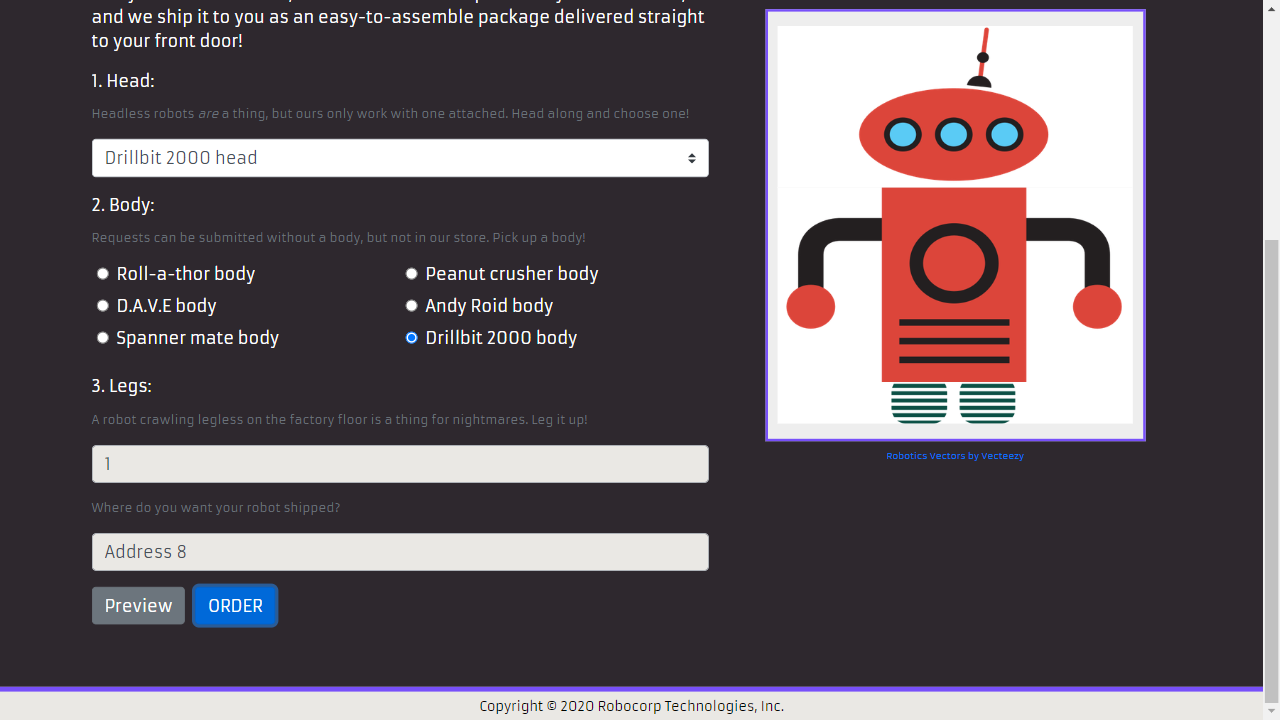 and we ship it to you as an easy-to-assemble package delivered straight
to your front door!
1. Head:
Headless robots are a thing, but ours only work with one attached. Head along and choose one!
Drillbit 2000 head
2. Body:
Requests can be submitted without a body, but not in our store. Pick up a body!
Roll-a-thor body
Peanut crusher body
D.A.V.E body
Andy Roid body
Spanner mate body
Drillbit 2000 body
3. Legs:
A robot crawling legless on the factory floor is a thing for nightmares. Leg it up!
1
Where do you want your robot shipped?
Address 8
Preview
ORDER
Robotics Vectors by Vecteezy
Copyright © 2020 Robocorp Technologies, Inc.